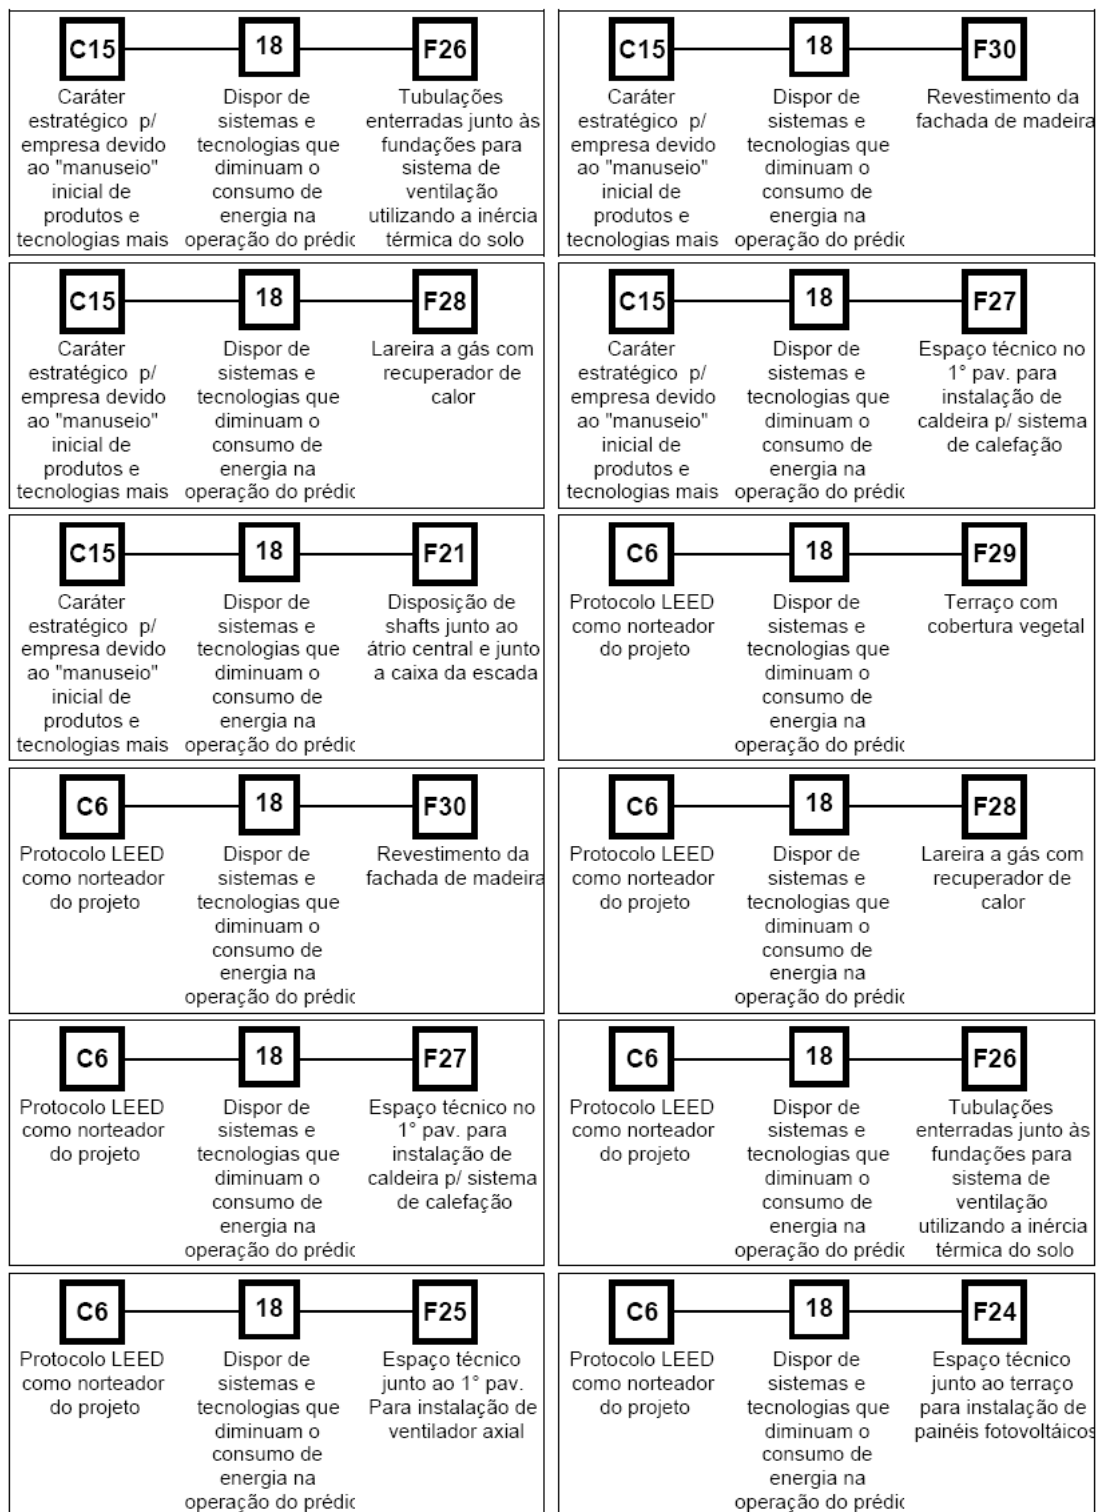 C15
18
F26
Caráter
estratégico p/
empresa devido
ao "manuseio"
inicial de
produtos e
tecnologias mais
Dispor de
sistemas e
tecnologias que
diminuam o
consumo de
energia na
operação do prédic
Tubulações
enterradas junto às
fundações para
sistema de
ventilação
utilizando a inércia
térmica do solo
C15
18
F30
Caráter
estratégico p/
empresa devido
ao "manuseio"
inicial de
produtos e
tecnologias mais
Dispor de
sistemas e
tecnologias que
diminuam o
consumo de
energia na
operação do prédic
Revestimento da
fachada de madeira
C15
18
F28
Caráter
estratégico p/
empresa devido
ao "manuseio"
inicial de
produtos e
tecnologias mais
Dispor de
sistemas e
tecnologias que
diminuam o
consumo de
energia na
operação do prédic
Lareira a gás com
recuperador de
calor
C15
18
F27
Caráter
estratégico p/
empresa devido
ao "manuseio"
inicial de
produtos e
tecnologias mais
Dispor de
sistemas e
tecnologias que
diminuam o
consumo de
energia na
operação do prédic
Espaço técnico no
1° pav. para
instalação de
caldeira p/ sistema
de calefação
C15
18
F21
Caráter
estratégico p/
empresa devido
ao "manuseio"
inicial de
produtos e
tecnologias mais
Dispor de
sistemas e
tecnologias que
diminuam o
consumo de
energia na
operação do prédic
Disposição de
shafts junto ao
átrio central e junto
a caixa da escada
C6
18
F29
Protocolo LEED
como norteador
do projeto
Dispor de
sistemas e
tecnologias que
diminuam o
consumo de
energia na
operação do prédic
Terraço com
cobertura vegetal
C6
18
F30
Protocolo LEED
como norteador
do projeto
Dispor de
sistemas e
tecnologias que
diminuam o
consumo de
energia na
operação do prédic
Revestimento da
fachada de madeira
C6
18
F28
Protocolo LEED
como norteador
do projeto
Dispor de
sistemas e
tecnologias que
diminuam o
consumo de
energia na
operação do prédic
Lareira a gás com
recuperador de
calor
C6
18
F27
Protocolo LEED
como norteador
do projeto
Dispor de
sistemas e
tecnologias que
diminuam o
consumo de
energia na
operação do prédic
Espaço técnico no
1° pav. para
instalação de
caldeira p/ sistema
de calefação
C6
18
F26
Protocolo LEED
como norteador
do projeto
Dispor de
sistemas e
tecnologias que
diminuam o
consumo de
energia na
operação do prédic
Tubulações
enterradas junto às
fundações para
sistema de
ventilação
utilizando a inércia
térmica do solo
C6
18
F25
Protocolo LEED
como norteador
do projeto
Dispor de
sistemas e
tecnologias que
diminuam o
consumo de
energia na
operação do prédic
Espaço técnico
junto ao 1° pav.
Para instalação de
ventilador axial
C6
18
F24
Protocolo LEED
como norteador
do projeto
Dispor de
sistemas e
tecnologias que
diminuam o
consumo de
energia na
operação do prédic
Espaço técnico
junto ao terraço
para instalação de
painéis fotovoltáicos